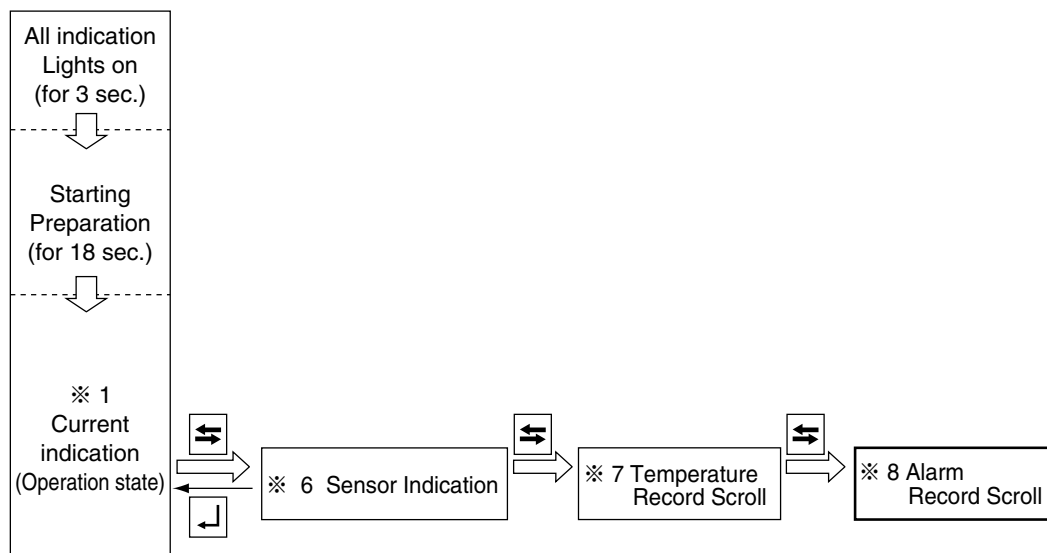 All indication
Lights on
(for 3 sec.)
Starting
Preparation
(for 18 sec.)
※ 1
Current
indication
(Operation state)
※ 6 Sensor Indication
※ 7 Temperature
Record Scroll
※ 8 Alarm
Record Scroll